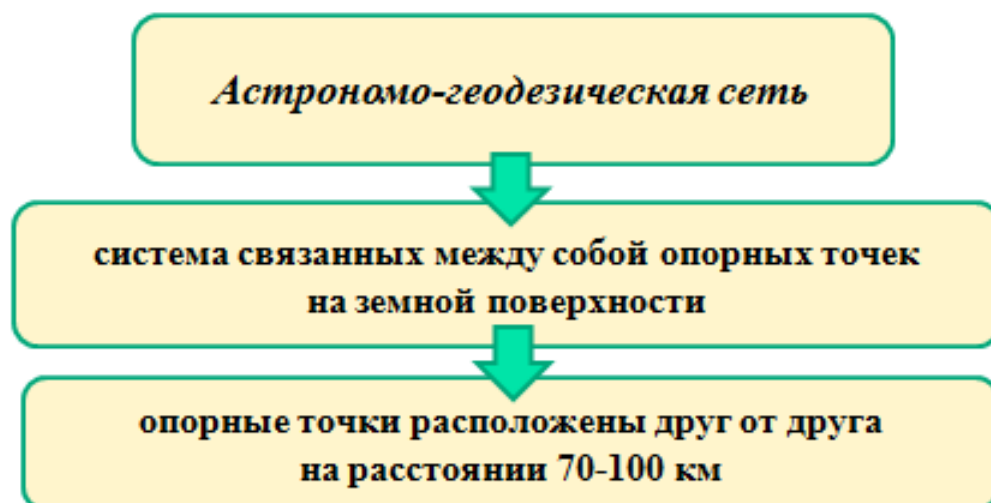 Астрономо-геодезическая сеть
система связанных между собой опорных точек
на земной поверхности
опорные точки расположены друг от друга
на расстоянии 70-100 км